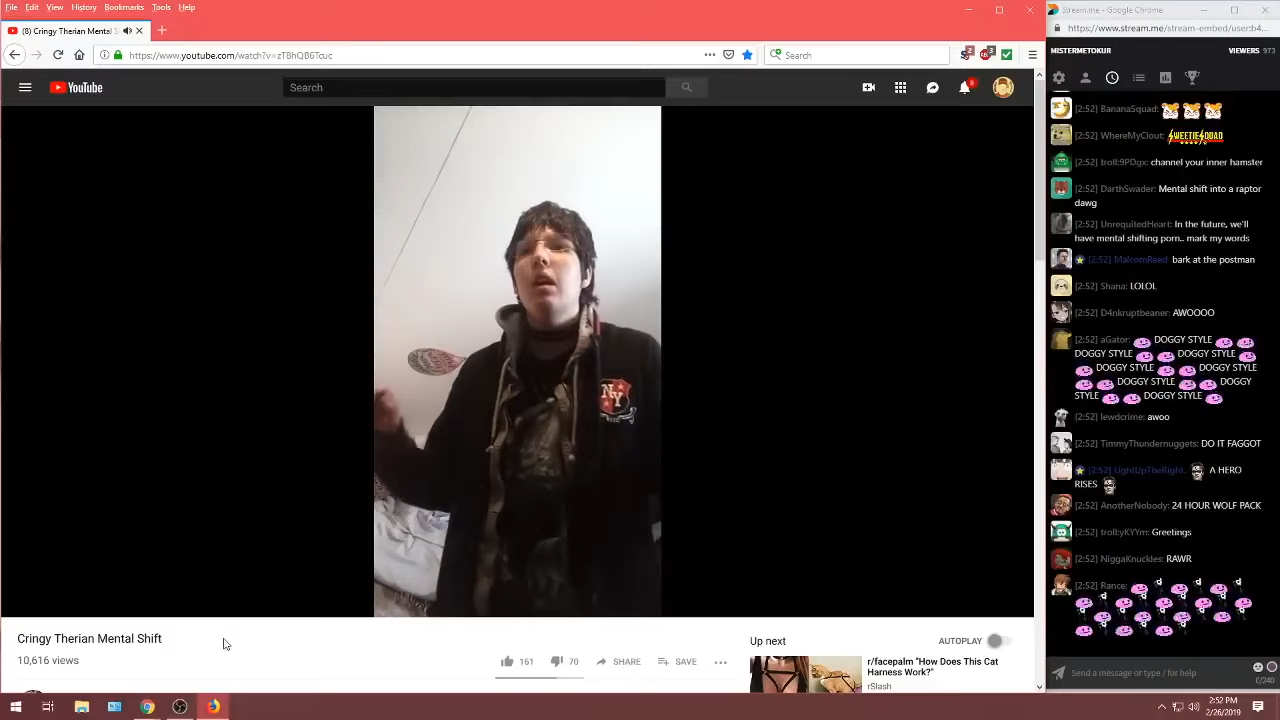 File Edit View History Bookmarks Tools Help
(8) Cringy Therian Mental S
https://www.youtube.com/watch?v=zT8hQB6Tcuc
Search
YouTube
Search
8
NY
Cringy Therian Mental Shift
10,616 views
161
70
SHARE
SAVE
Up next
AUTOPLAY
r/facepalm "How Does This Cat
Harness Work?"
rSlash
Stream.me - Google Chrome
https://www.stream.me/stream-embed/user:b4...
MISTERMETOKUR
VIEWERS 973
[2:52] BananaSquad:
[2:52] WhereMyClout: SWEETIE SQUAD
[2:52] troll:9PDgx: channel your inner hamster
[2:52] DarthSwader: Mental shift into a raptor
dawg
[2:52] UnrequitedHeart: In the future, we'll
have mental shifting porn.. mark my words
[2:52] MalcomReed bark at the postman
[2:52] Shana: LOLOL
[2:52] D4nkruptbeaner: AWOOOO
[2:52] aGator: DOGGY STYLE
DOGGY STYLE DOGGY STYLE
DOGGY STYLE DOGGY STYLE
DOGGY STYLE DOGGY
STYLE DOGGY STYLE
[2:52] lewdcrime: awoo
[2:52] TimmyThundernuggets: DO IT FAGGOT
[2:52] LightUpTheRight: A HERO
RISES
[2:52] AnotherNobody: 24 HOUR WOLF PACK
[2:52] troll:yKYYm: Greetings
[2:52] NiggaKnuckles: RAWR
[2:52] Rance:
Send a message or type / for help
0/240
2:52 PM
2/26/2019